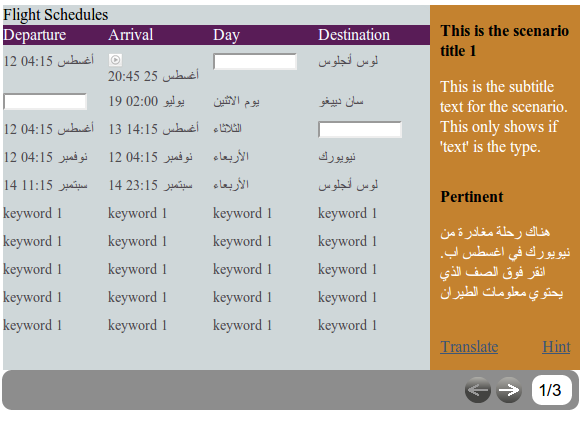 Flight Schedules
Departure Arrival Day Destination
أغسطس 12 04:15 أغسطس 25 20:45 لوس أنجلوس
يوليو 19 02:00 يوم الاثنين سان دييغو
أغسطس 12 04:15 أغسطس 13 14:15 الثلاثاء
نوفمبر 12 04:15 نوفمبر 12 04:15 الأربعاء نيويورك
سبتمبر 14 11:15 سبتمبر 14 23:15 الأربعاء لوس أنجلوس
keyword 1 keyword 1 keyword 1 keyword 1
keyword 1 keyword 1 keyword 1 keyword 1
keyword 1 keyword 1 keyword 1 keyword 1
keyword 1 keyword 1 keyword 1 keyword 1
keyword 1 keyword 1 keyword 1 keyword 1
This is the scenario
title 1
This is the subtitle
text for the scenario.
This only shows if
'text' is the type.
Pertinent
هناك رحلة مغادرة من
نيويورك في اغسطس اب.
انقر فوق الصف الذي
يحتوي معلومات الطيران
Translate Hint
1/3